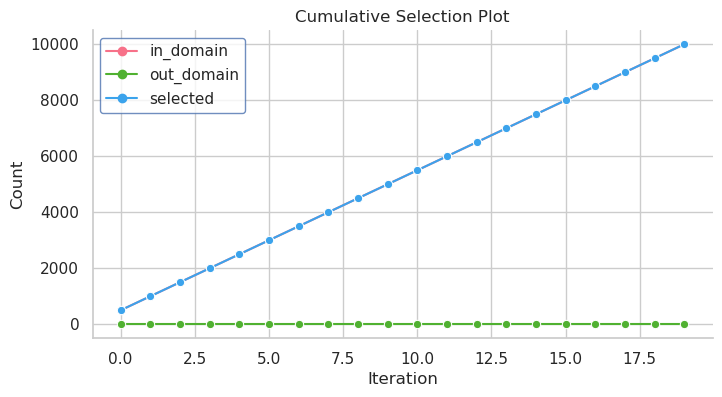 Cumulative Selection Plot
in_domain
out_domain
selected
10000
8000
6000
4000
2000
0
Count
0.0 2.5 5.0 7.5 10.0 12.5 15.0 17.5
Iteration